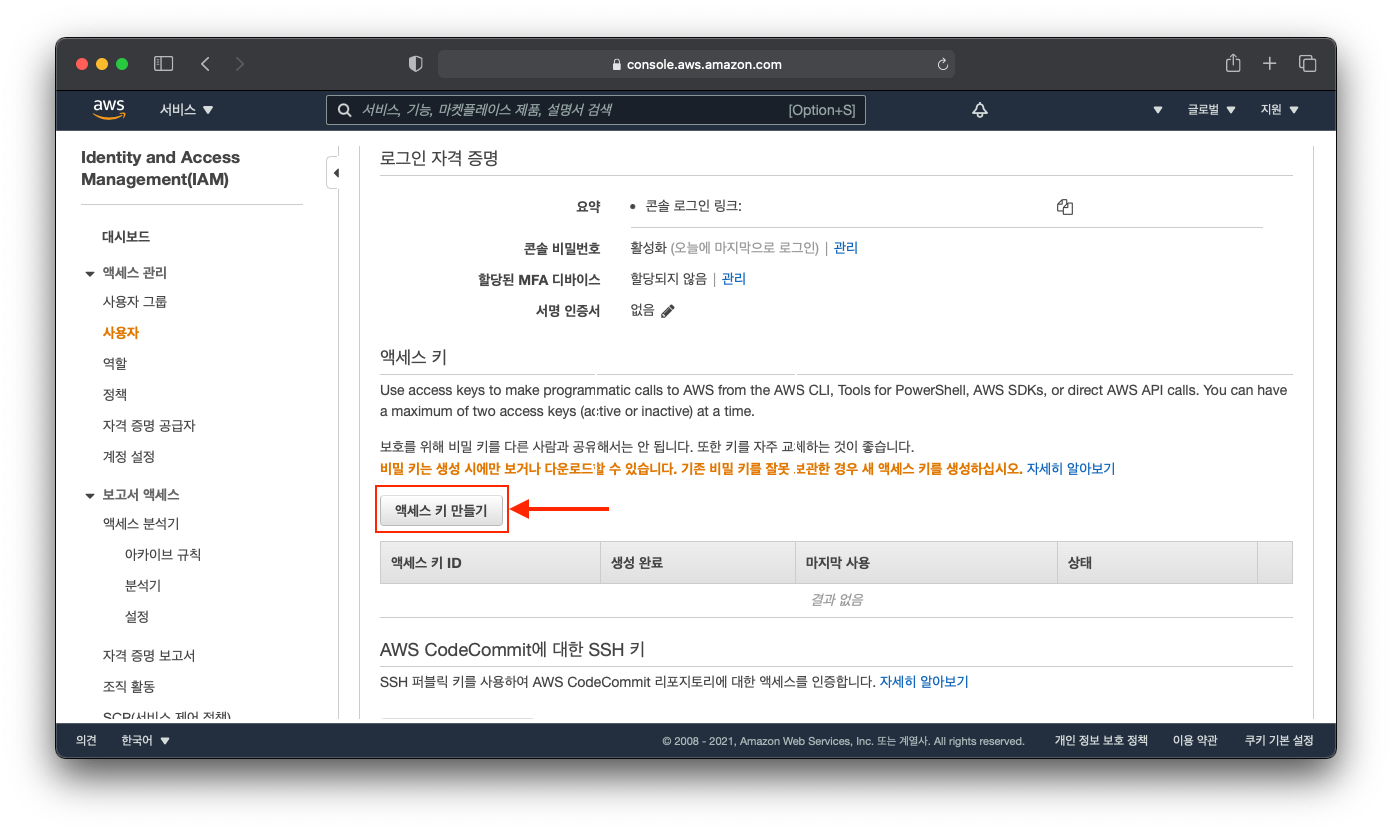 console.aws.amazon.com
aws
서비스
서비스, 기능, 마켓플레이스 제품, 설명서 검색
[Option+S]
글로벌
지원
Identity and Access
Management(IAM)
대시보드
액세스 관리
사용자 그룹
사용자
역할
정책
자격 증명 공급자
계정 설정
보고서 액세스
액세스 분석기
아카이브 규칙
분석기
설정
자격 증명 보고서
조직 활동
SCP(서비스 제어 정책)
로그인 자격 증명
요약 • 콘솔 로그인 링크:
콘솔 비밀번호 활성화 (오늘에 마지막으로 로그인) | 관리
할당된 MFA 디바이스 할당되지 않음 | 관리
서명 인증서 없음
액세스 키
Use access keys to make programmatic calls to AWS from the AWS CLI, Tools for PowerShell, AWS SDKs, or direct AWS API calls. You can have
a maximum of two access keys (active or inactive) at a time.
보호를 위해 비밀 키를 다른 사람과 공유해서는 안 됩니다. 또한 키를 자주 교체하는 것이 좋습니다.
비밀 키는 생성 시에만 보거나 다운로드할 수 있습니다. 기존 비밀 키를 잘못 보관한 경우 새 액세스 키를 생성하십시오. 자세히 알아보기
액세스 키 만들기
액세스 키 ID 생성 완료 마지막 사용 상태
결과 없음
AWS CodeCommit에 대한 SSH 키
SSH 퍼블릭 키를 사용하여 AWS CodeCommit 리포지토리에 대한 액세스를 인증합니다. 자세히 알아보기
의견 한국어 © 2008 - 2021, Amazon Web Services, Inc. 또는 계열사. All rights reserved. 개인 정보 보호 정책 이용 약관 쿠키 기본 설정